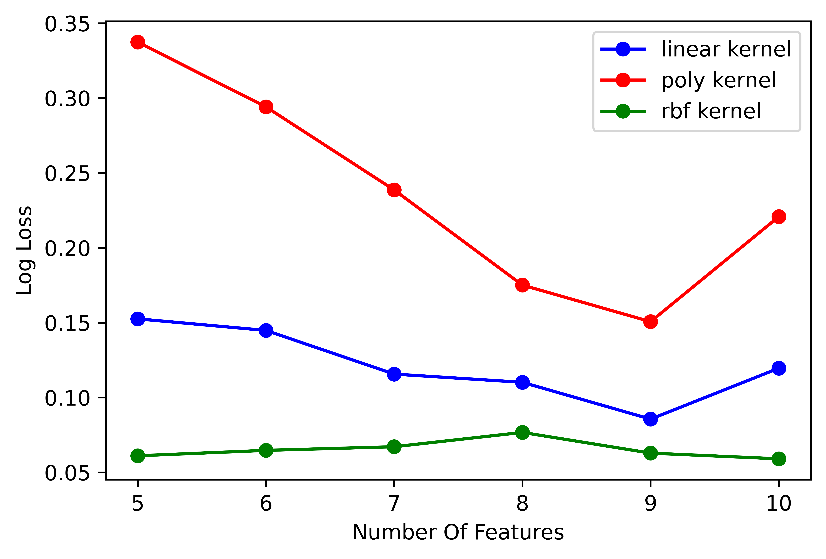 0.35
0.30
0.25
0.20
0.15
0.10
0.05
Log Loss
linear kernel
poly kernel
rbf kernel
5 6 7 8 9 10
Number Of Features